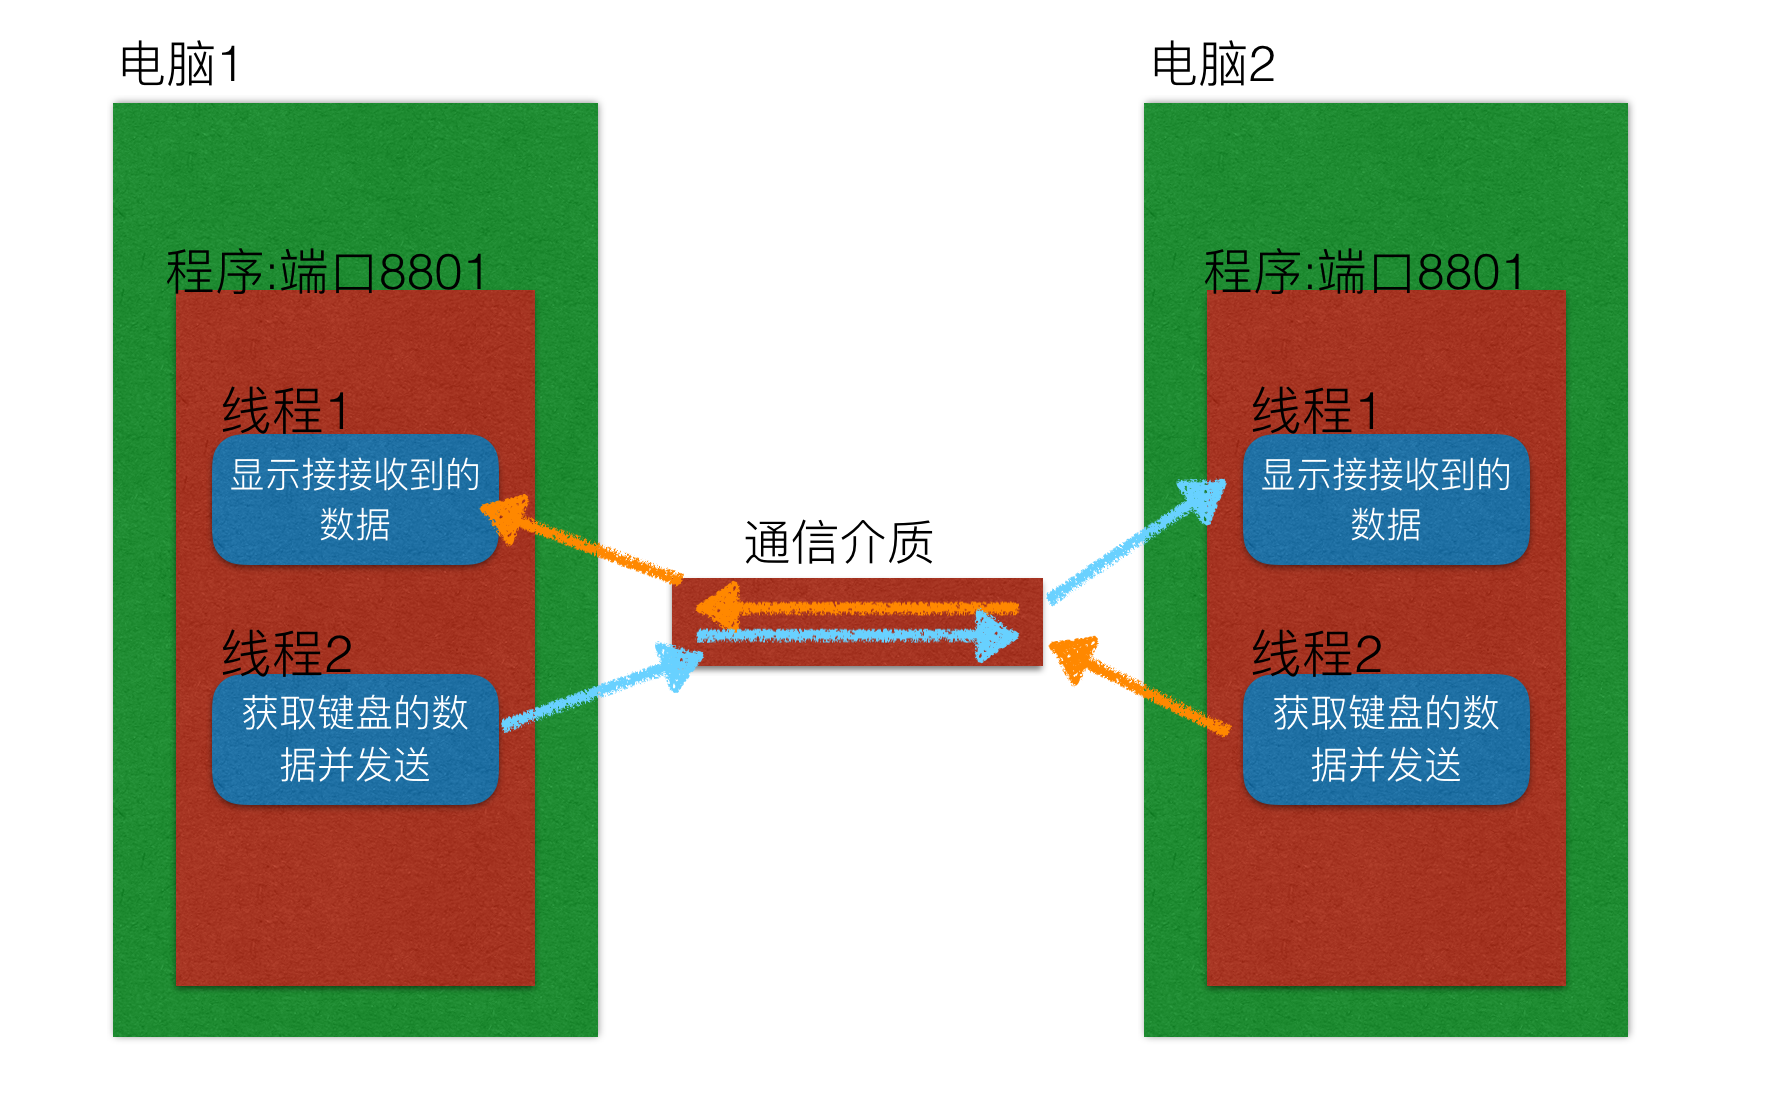 电脑1
程序:端口8801
线程1
显示接接收到的
数据
线程2
获取键盘的数
据并发送
通信介质
电脑2
程序:端口8801
线程1
显示接接收到的
数据
线程2
获取键盘的数
据并发送